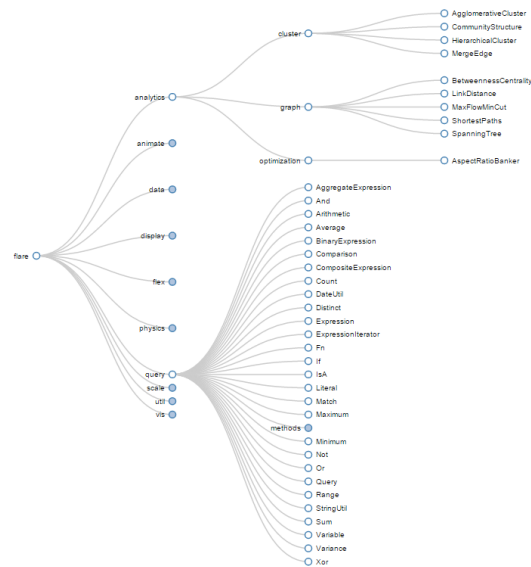 AgglomerativeCluster
CommunityStructure
cluster
HierarchicalCluster
MergeEdge
BetweennessCentrality
analytics
LinkDistance
graph
MaxFlowMinCut
ShortestPaths
SpanningTree
animate
optimization
AspectRatioBanker
data
AggregateExpression
And
Arithmetic
Average
display
BinaryExpression
Comparison
flare
CompositeExpression
flex
Count
DateUtil
Distinct
Expression
physics
ExpressionIterator
Fn
If
query
IsA
scale
Literal
util
Match
vis
Maximum
methods
Minimum
Not
Or
Query
Range
StringUtil
Sum
Variable
Variance
Xor